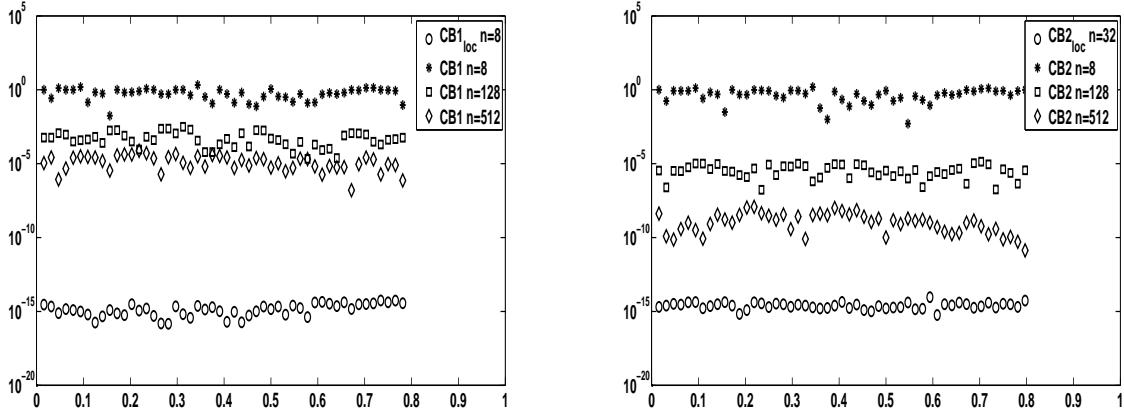 10^5
10^0
10^-5
10^-10
10^-15
10^-20
0 0.1 0.2 0.3 0.4 0.5 0.6 0.7 0.8 0.9 1
CB1_loc n=8
CB1 n=8
CB1 n=128
CB1 n=512
10^5
10^0
10^-5
10^-10
10^-15
10^-20
0 0.1 0.2 0.3 0.4 0.5 0.6 0.7 0.8 0.9 1
CB2_loc n=32
CB2 n=8
CB2 n=128
CB2 n=512